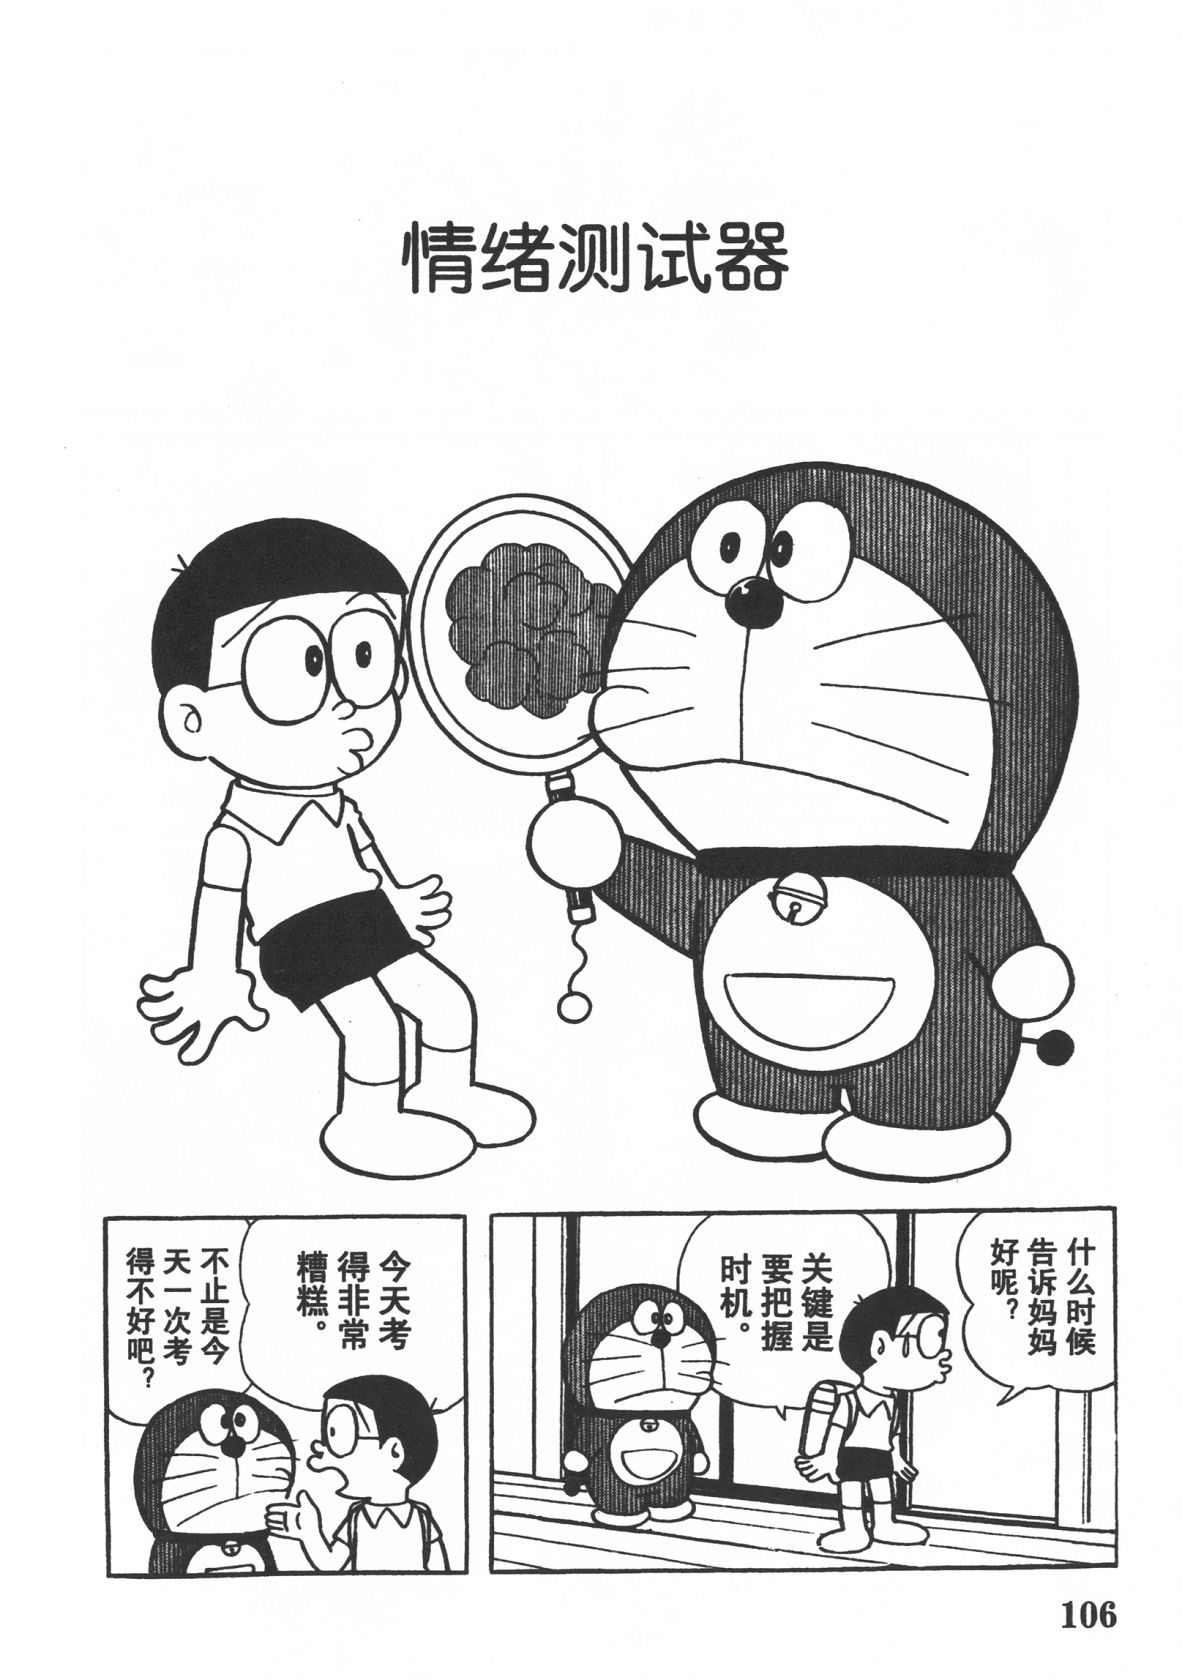 情绪测试器
什么时候
告诉妈妈
好呢？
关键是
要把握
时机。
今天考
得非常
糟糕。
不止是今
天一次考
得不好吧？
106